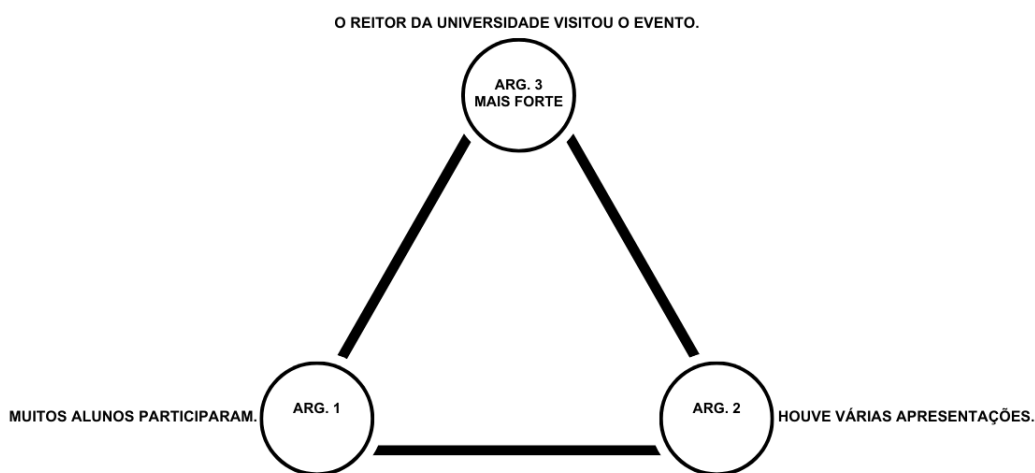 O REITOR DA UNIVERSIDADE VISITOU O EVENTO.
ARG. 3
MAIS FORTE
MUITOS ALUNOS PARTICIPARAM.
ARG. 1
ARG. 2
HOUVE VÁRIAS APRESENTAÇÕES.